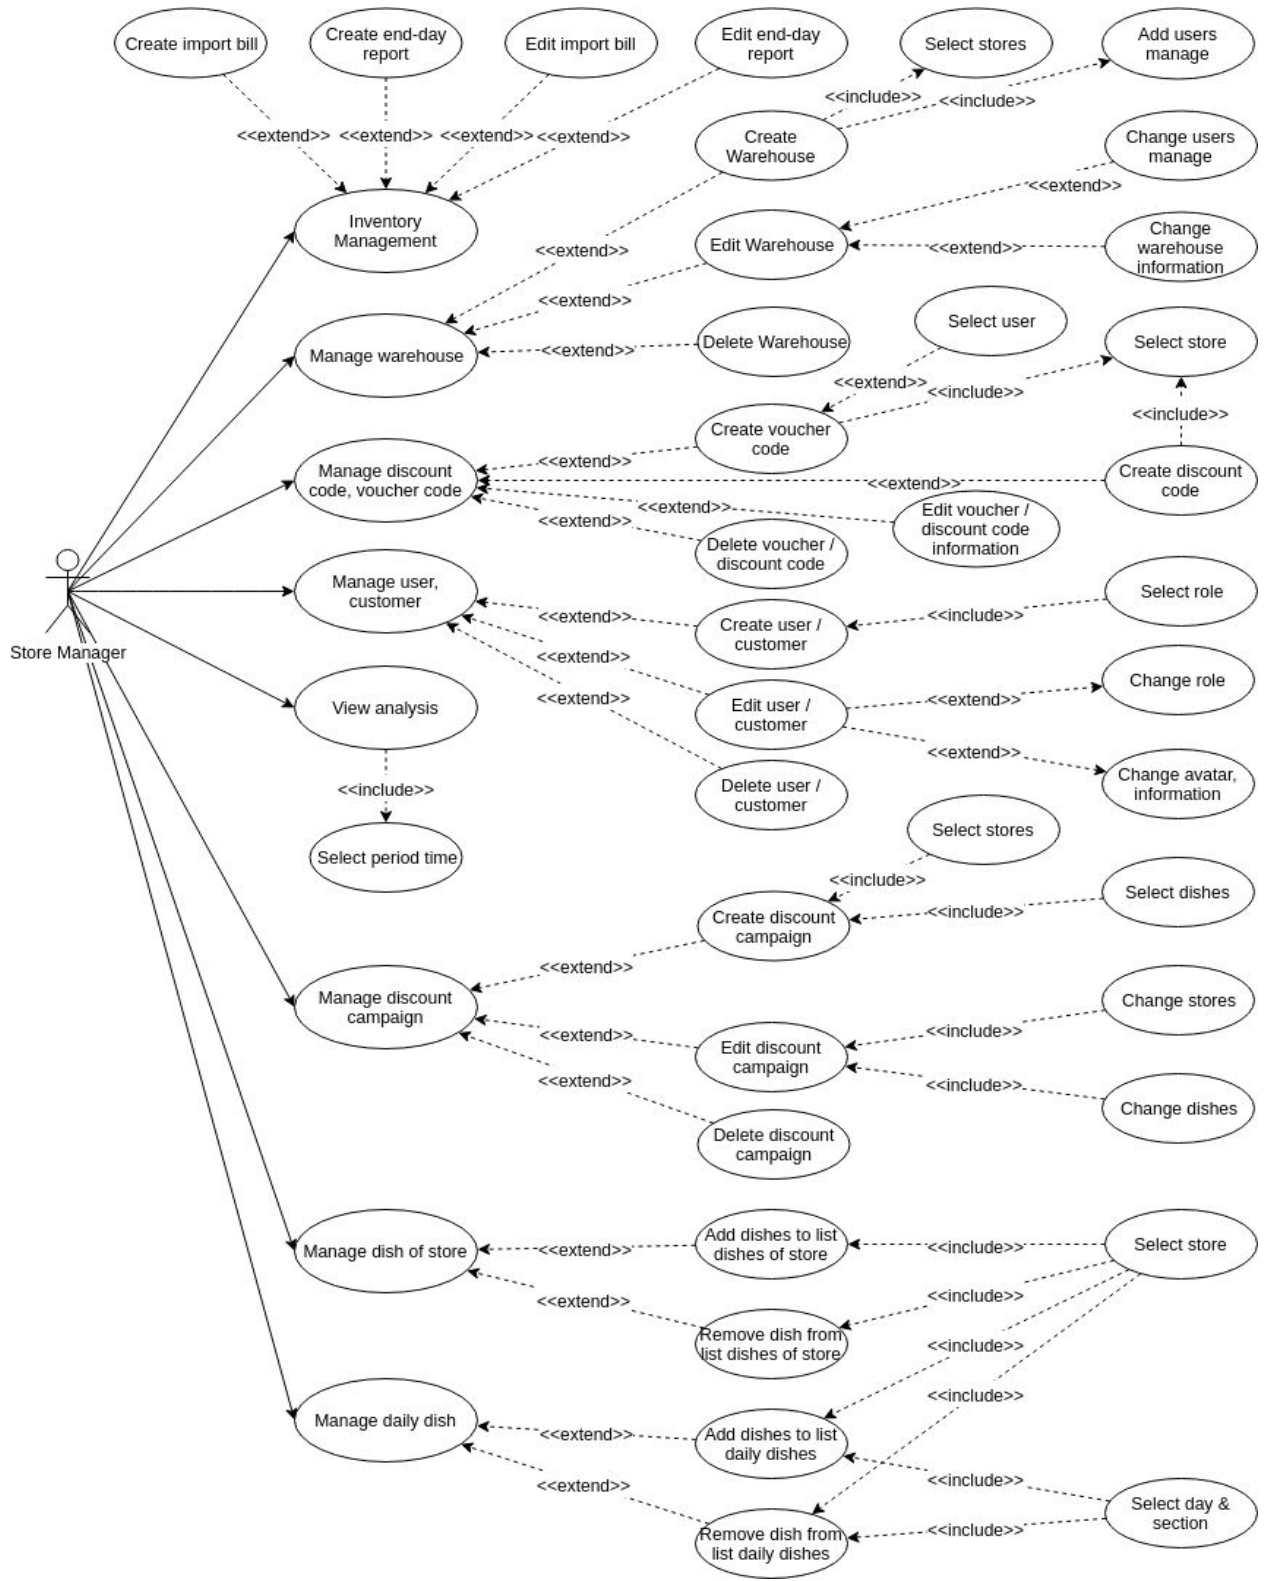 Create import bill
Create end-day
report
Edit import bill
Edit end-day
report
Select stores
Add users
manage
<<include>>
<<include>>
<<extend>>
<<extend>>
<<extend>>
<<extend>>
Create
Warehouse
Change users
manage
<<extend>>
Inventory
Management
<<extend>>
Edit Warehouse
<<extend>>
Change
warehouse
information
<<extend>>
Select user
Manage warehouse
<<extend>>
Delete Warehouse
Select store
<<extend>>
<<include>>
<<include>>
Create voucher
code
<<extend>>
Manage discount
code, voucher code
<<extend>>
Create discount
code
<<extend>>
Edit voucher /
discount code
information
<<extend>>
Delete voucher /
discount code
Manage user,
customer
<<extend>>
Create user /
customer
<<include>>
Select role
Store Manager
<<extend>>
Change role
<<extend>>
View analysis
<<extend>>
Edit user /
customer
<<extend>>
Change avatar,
information
<<include>>
Delete user /
customer
Select period time
Select stores
<<include>>
Select dishes
<<include>>
Create discount
campaign
<<extend>>
Manage discount
campaign
Change stores
<<include>>
<<extend>>
Edit discount
campaign
<<extend>>
<<include>>
Change dishes
Delete discount
campaign
Manage dish of store
<<extend>>
Add dishes to list
dishes of store
<<include>>
Select store
<<extend>>
<<include>>
Remove dish from
list dishes of store
<<include>>
<<include>>
Manage daily dish
<<extend>>
Add dishes to list
daily dishes
<<extend>>
<<include>>
Select day &
section
<<include>>
Remove dish from
list daily dishes